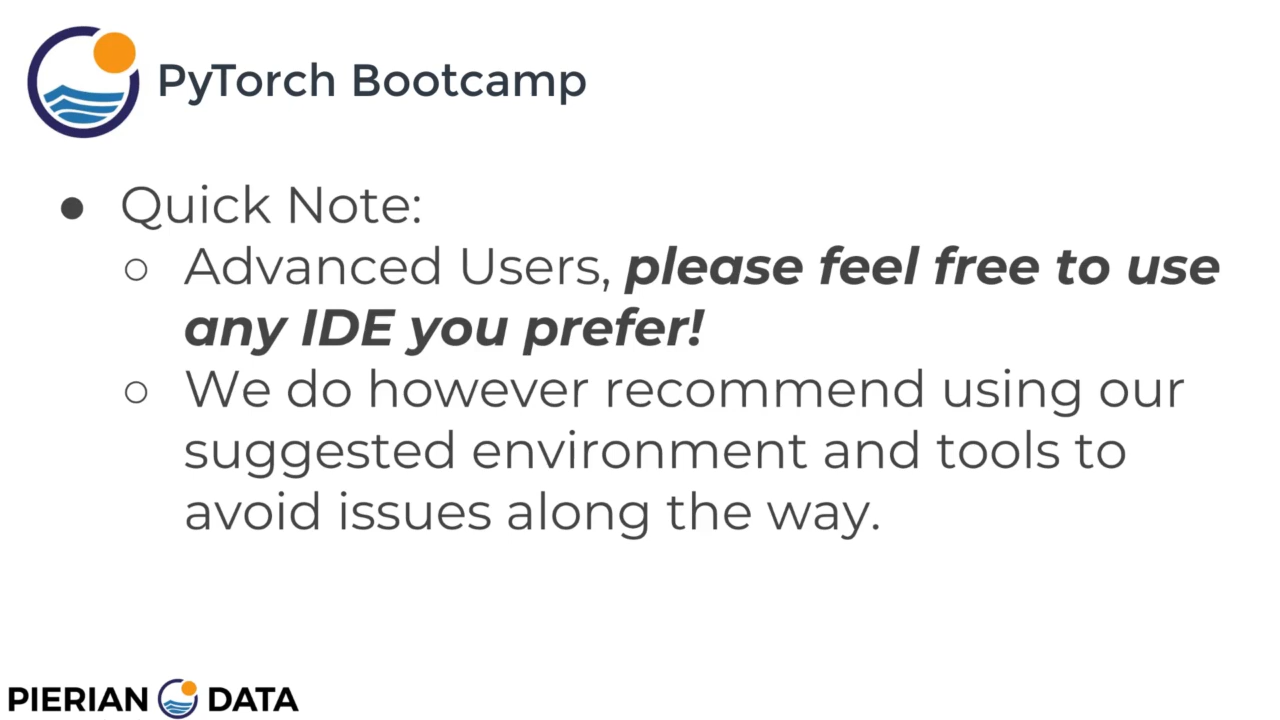 PyTorch Bootcamp
● Quick Note:
○ Advanced Users, please feel free to use
any IDE you prefer!
○ We do however recommend using our
suggested environment and tools to
avoid issues along the way.
PIERIAN DATA